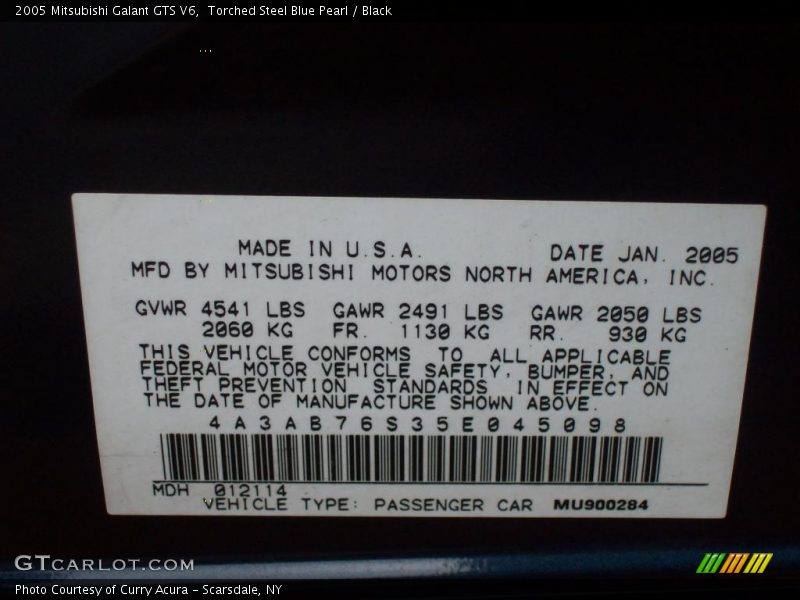 2005 Mitsubishi Galant GTS V6,  Torched Steel Blue Pearl / Black
MADE IN U.S.A. DATE JAN. 2005
MFD BY MITSUBISHI MOTORS NORTH AMERICA, INC.
GVWR 4541 LBS GAWR 2491 LBS GAWR 2050 LBS
2060 KG FR. 1130 KG RR. 930 KG
THIS VEHICLE CONFORMS TO ALL APPLICABLE
FEDERAL MOTOR VEHICLE SAFETY, BUMPER, AND
THEFT PREVENTION STANDARDS IN EFFECT ON
THE DATE OF MANUFACTURE SHOWN ABOVE.
4A3AB76S35E045098
MDH 012114
VEHICLE TYPE: PASSENGER CAR MU900284
GTCARLOT.COM
Photo Courtesy of Curry Acura - Scarsdale, NY